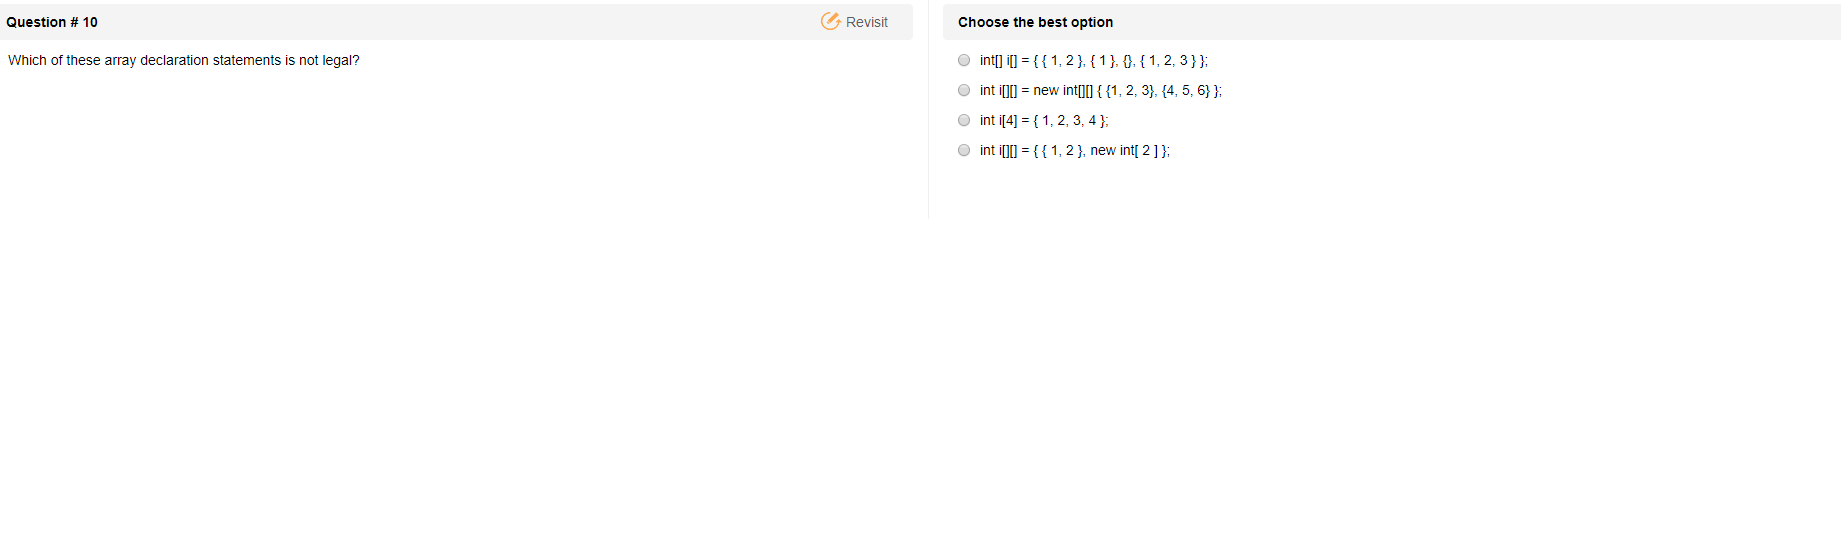 Question # 10
Revisit
Which of these array declaration statements is not legal?
Choose the best option
int[] i[] = { { 1, 2 }, { 1 }, {}, { 1, 2, 3 } };
int i[][] = new int[][] { {1, 2, 3}, {4, 5, 6} };
int i[4] = { 1, 2, 3, 4 };
int i[][] = { { 1, 2 }, new int[ 2 ] };